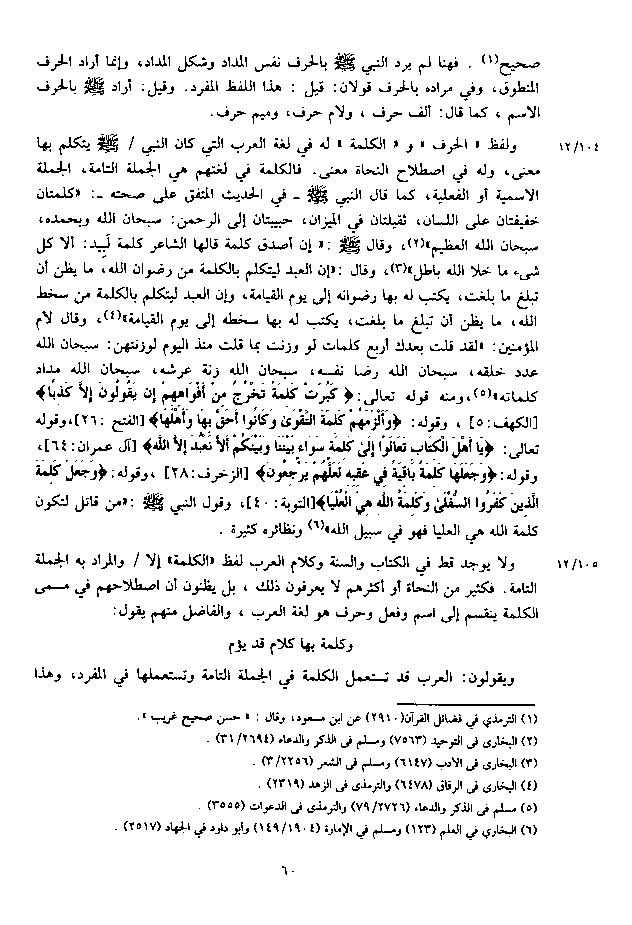 صحيح(١) . فهنا لم يرد النبي ﷺ بالحرف نفس المداد وشكل المداد، وإنما أراد الحرف
المنطوق، وفي مراده بالحرف قولان: قيل : هذا اللفظ المفرد. وقيل: أراد ﷺ بالحرف
الاسم ، كما قال: ألف حرف ، ولام حرف، وميم حرف.
١٢/١٠٤ ولفظ « الحرف » و « الكلمة » له في لغة العرب التي كان النبي / ﷺ يتكلم بها
معنى، وله في اصطلاح النحاة معنى. فالكلمة في لغتهم هي الجملة التامة، الجملة
الاسمية أو الفعلية، كما قال النبي ﷺ ـ في الحديث المتفق على صحته ـ: «كلمتان
خفيفتان على اللسان، ثقيلتان في الميزان، حبيبتان إلى الرحمن: سبحان الله وبحمده،
سبحان الله العظيم»(٢)، وقال ﷺ : «إن أصدق كلمة قالها الشاعر كلمة لَبِيد: ألا كل
شىء ما خلا الله باطل»(٣)، وقال :«إن العبد ليتكلم بالكلمة من رضوان الله، ما يظن أن
تبلغ ما بلغت، يكتب له بها رضوانه إلى يوم القيامة، وإن العبد ليتكلم بالكلمة من سخط
الله، ما يظن أن تبلغ ما بلغت، يكتب له بها سخطه إلى يوم القيامة»(٤)، وقال لأم
المؤمنين: «لقد قلت بعدك أربع كلمات لو وزنت بما قلت منذ اليوم لوزنتهن: سبحان الله
عدد خلقه، سبحان الله رضا نفسه، سبحان الله زنة عرشه، سبحان الله مداد
كلماته»(٥)،ومنه قوله تعالى:﴿ كَبُرَتْ كَلِمَةً تَخْرُجُ مِنْ أَفْوَاهِهِمْ إِن يَقُولُونَ إِلاَّ كَذِبًا﴾
[الكهف:٥] ، وقوله: ﴿وَأَلْزَمَهُمْ كَلِمَةَ التَّقْوَىٰ وَكَانُوا أَحَقَّ بِهَا وَأَهْلَهَا﴾[الفتح :٢٦]،وقوله
تعالى: ﴿يَا أَهْلَ الْكِتَابِ تَعَالَوْا إِلَىٰ كَلِمَةٍ سَوَاءٍ بَيْنَنَا وَبَيْنَكُمْ أَلاَّ نَعْبُدَ إِلاَّ اللَّهَ﴾ [آل عمران:٦٤]،
وقوله: ﴿وَجَعَلَهَا كَلِمَةً بَاقِيَةً فِي عَقِبِهِ لَعَلَّهُمْ يَرْجِعُونَ﴾ [الزخرف:٢٨] ،وقوله: ﴿وَجَعَلَ كَلِمَةَ
الَّذِينَ كَفَرُوا السُّفْلَىٰ وَكَلِمَةُ اللَّهِ هِيَ الْعُلْيَا﴾[التوبة:٤٠]، وقول النبي ﷺ :«من قاتل لتكون
كلمة الله هي العليا فهو في سبيل الله»(٦) ونظائره كثيرة .
١٢/١٠٥ ولا يوجد قط في الكتاب والسنة وكلام العرب لفظ «الكلمة» إلا / والمراد به الجملة
التامة. فكثير من النحاة أو أكثرهم لا يعرفون ذلك ، بل يظنون أن اصطلاحهم في مسمى
الكلمة ينقسم إلى اسم وفعل وحرف هو لغة العرب ، والفاضل منهم يقول:
وكلمة بها كلام قد يؤم
ويقولون: العرب قد تستعمل الكلمة في الجملة التامة وتستعملها في المفرد، وهذا
(١) الترمذي في فضائل القرآن(٢٩١٠) عن ابن مسعود، وقال : « حسن صحيح غريب ».
(٢) البخارى في التوحيد (٧٥٦٣) ومسلم فى الذكر والدعاء (٣١/٢٦٩٤) .
(٣) البخارى في الأدب (٦١٤٧) ومسلم في الشعر (٣/٢٢٥٦) .
(٤) البخارى في الرقاق (٦٤٧٨) والترمذى في الزهد (٢٣١٩) .
(٥) مسلم في الذكر والدعاء (٧٩/٢٧٢٦) والترمذى في الدعوات (٣٥٥٥) .
(٦) البخاري في العلم (١٢٣) ومسلم في الإمارة (١٤٩/١٩٠٤) وأبو داود في الجهاد (٢٥١٧) .
٦٠